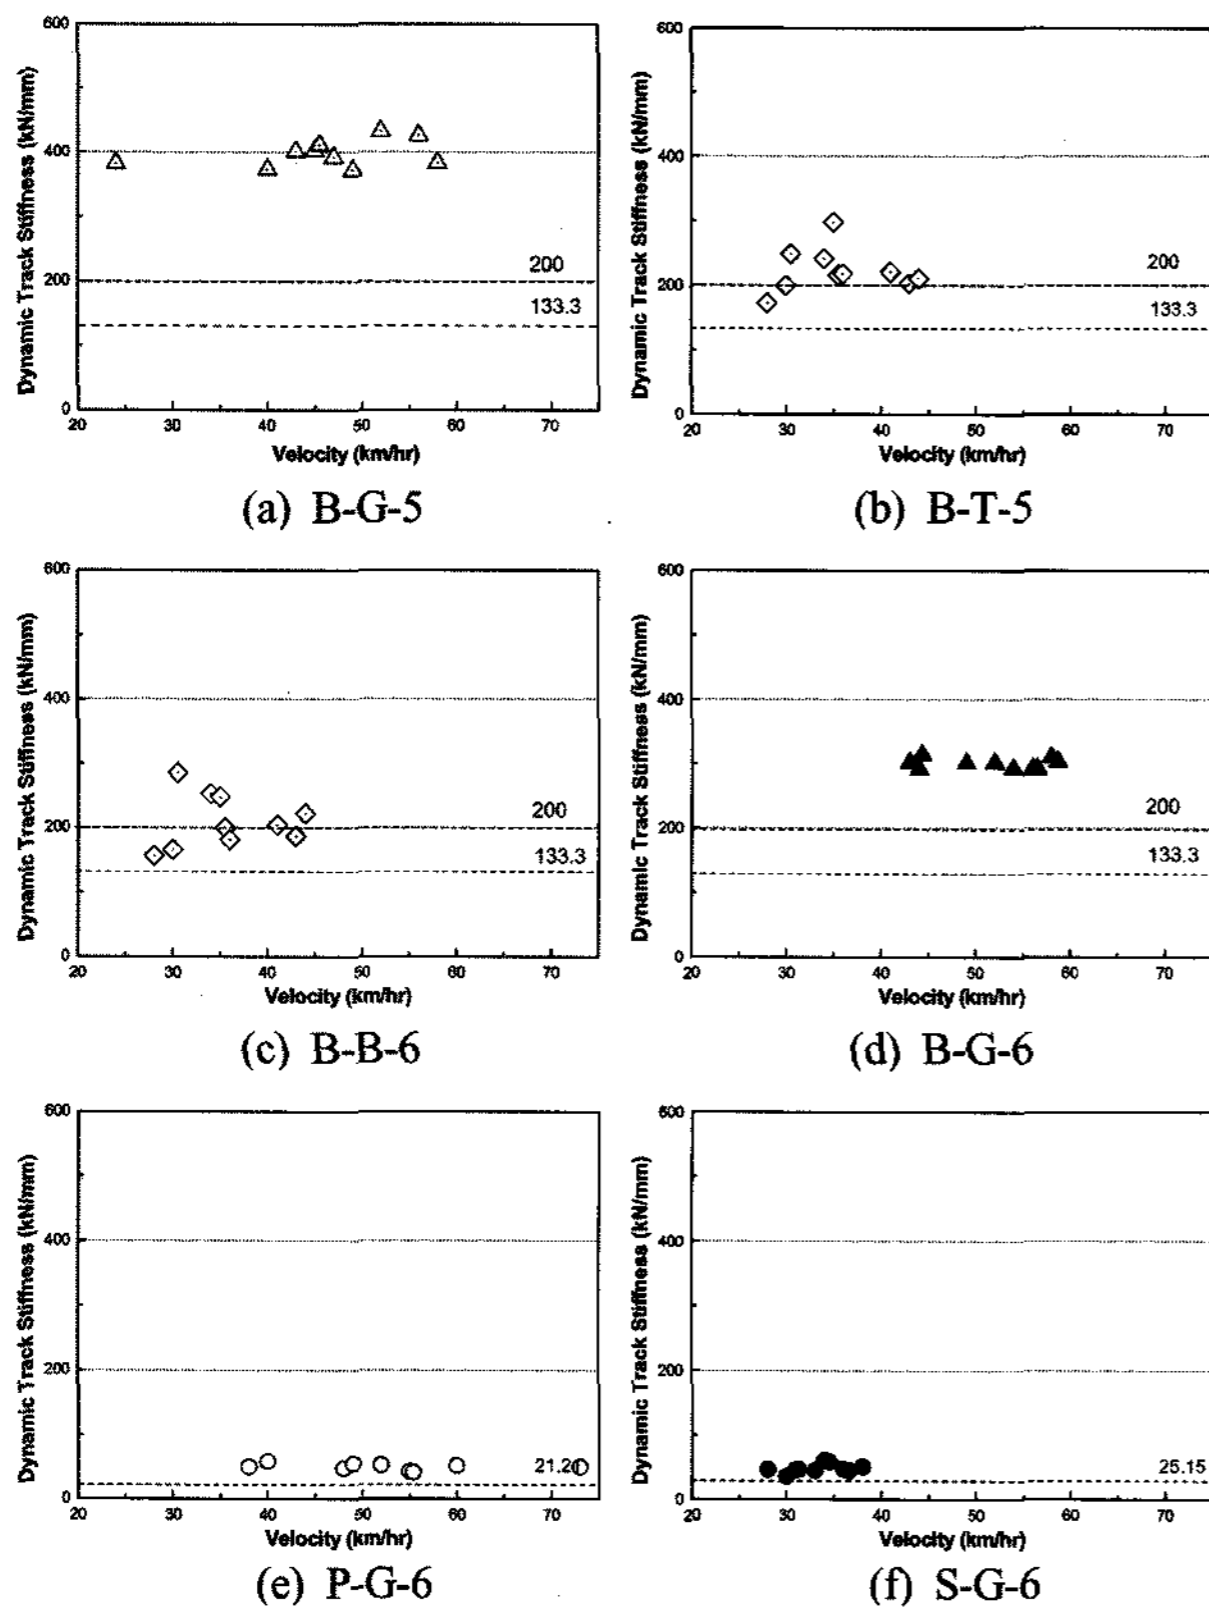 600
400
200
0
Dynamic Track Stiffness (kN/mm)
200
133.3
20 30 40 50 60 70
Velocity (km/hr)
(a) B-G-5
600
400
200
0
Dynamic Track Stiffness (kN/mm)
200
133.3
20 30 40 50 60 70
Velocity (km/hr)
(b) B-T-5
600
400
200
0
Dynamic Track Stiffness (kN/mm)
200
133.3
20 30 40 50 60 70
Velocity (km/hr)
(c) B-B-6
600
400
200
0
Dynamic Track Stiffness (kN/mm)
200
133.3
20 30 40 50 60 70
Velocity (km/hr)
(d) B-G-6
600
400
200
0
Dynamic Track Stiffness (kN/mm)
21.20
20 30 40 50 60 70
Velocity (km/hr)
(e) P-G-6
600
400
200
0
Dynamic Track Stiffness (kN/mm)
25.15
20 30 40 50 60 70
Velocity (km/hr)
(f) S-G-6